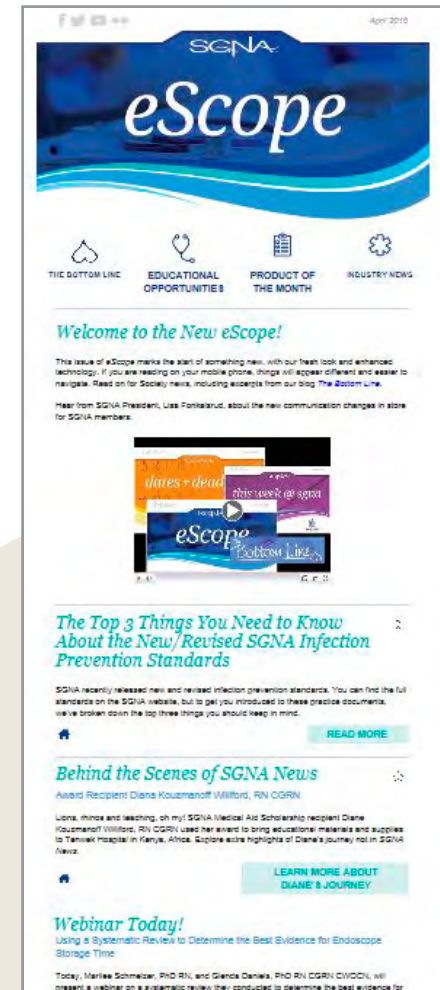 April 2016
SGNA
eScope
THE BOTTOM LINE
EDUCATIONAL
OPPORTUNITIES
PRODUCT OF
THE MONTH
INDUSTRY NEWS
Welcome to the New eScope!
This issue of eScope marks the start of something new, with our fresh look and enhanced
technology. If you are reading on your mobile phone, things will appear different and easier to
navigate. Read on for Society news, including excerpts from our blog The Bottom Line.
Hear from SGNA President, Lisa Fonkalsrud, about the new communication changes in store
for SGNA members.
dates + dead
this week @ sgna
eScope
Bottom Line
The Top 3 Things You Need to Know
About the New/Revised SGNA Infection
Prevention Standards
SGNA recently released new and revised infection prevention standards. You can find the full
standards on the SGNA website, but to get you introduced to these practice documents,
we've broken down the top three things you should keep in mind.
READ MORE
Behind the Scenes of SGNA News
Award Recipient Diana Kouzmanoff Williford, RN CGRN
Lions, rhinos and teaching, oh my! SGNA Medical Aid Scholarship recipient Diane
Kouzmanoff Williford, RN CGRN used her award to bring educational materials and supplies
to Tenwek Hospital in Kenya, Africa. Explore extra highlights of Diane's journey not in SGNA
News.
LEARN MORE ABOUT
DIANE'S JOURNEY
Webinar Today!
Using a Systematic Review to Determine the Best Evidence for Endoscope
Storage Time
Today, Marilee Schmelzer, PhD RN, and Glenda Daniels, PhD RN CGRN CWOCN, will
present a webinar on a systematic review they conducted to determine the best evidence for